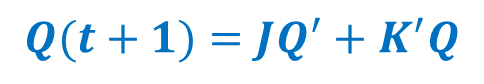 Q(t + 1) = JQ′ + K′Q